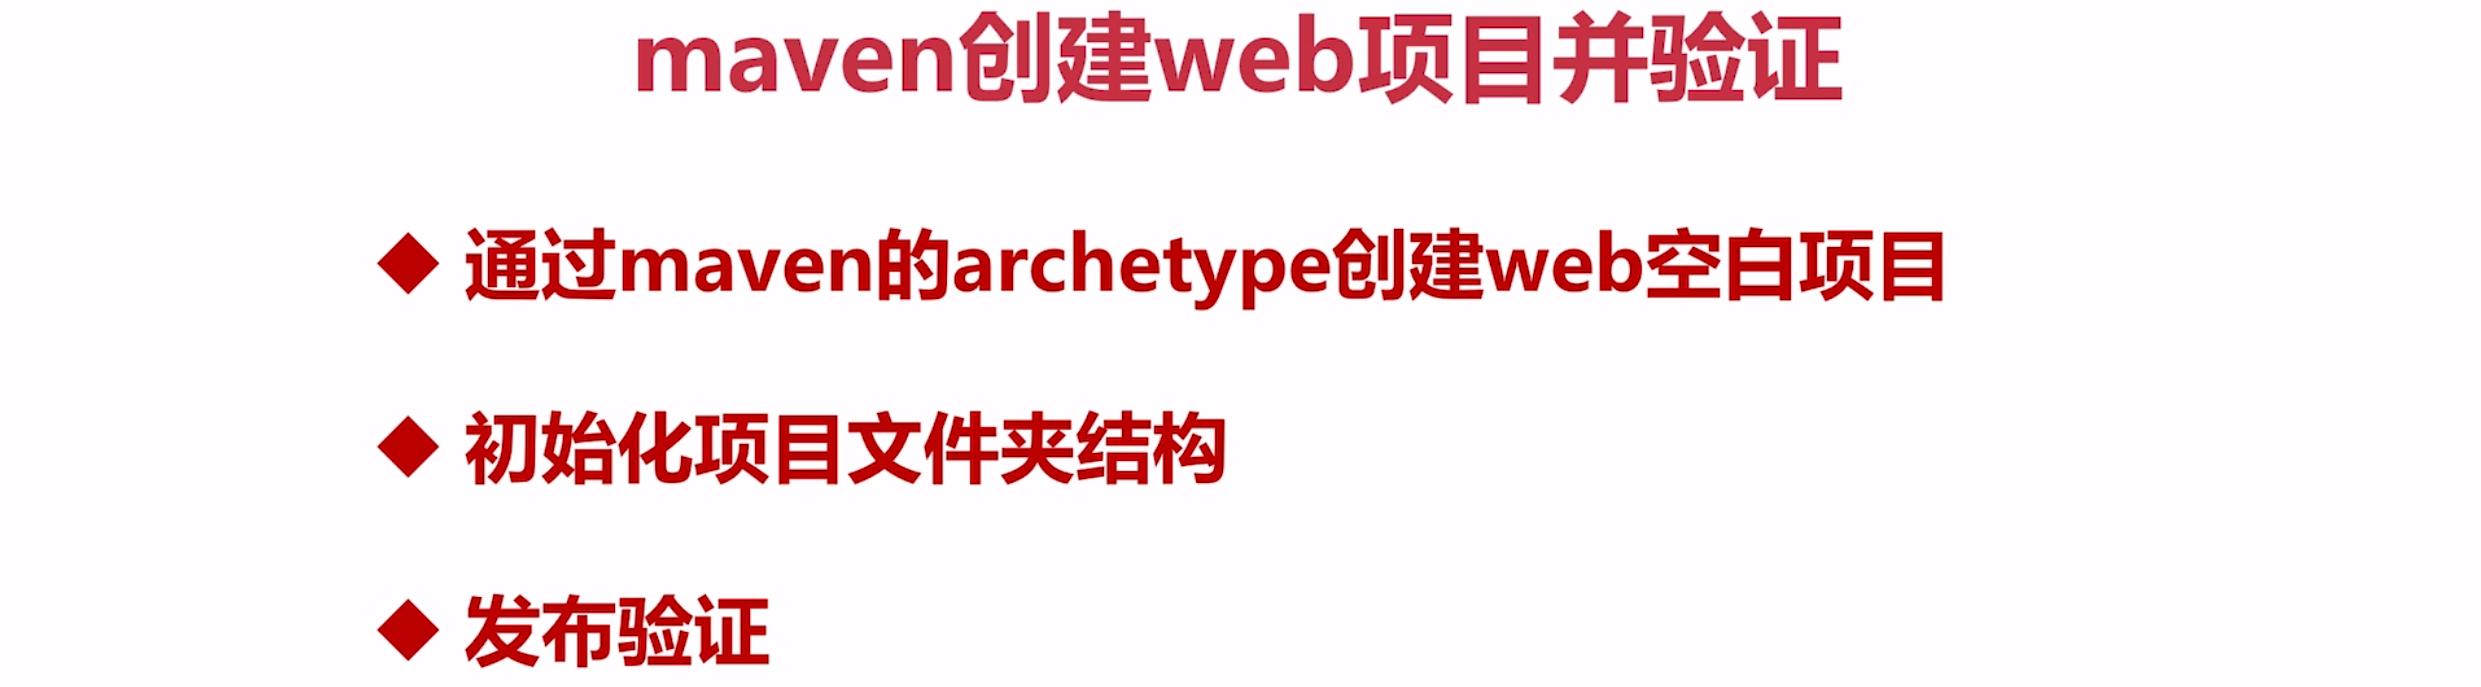 maven创建web项目并验证
◆ 通过maven的archetype创建web空白项目
◆ 初始化项目文件夹结构
◆ 发布验证